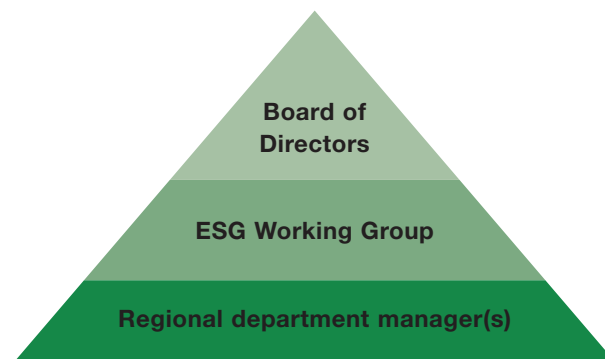 Board of
Directors
ESG Working Group
Regional department manager(s)